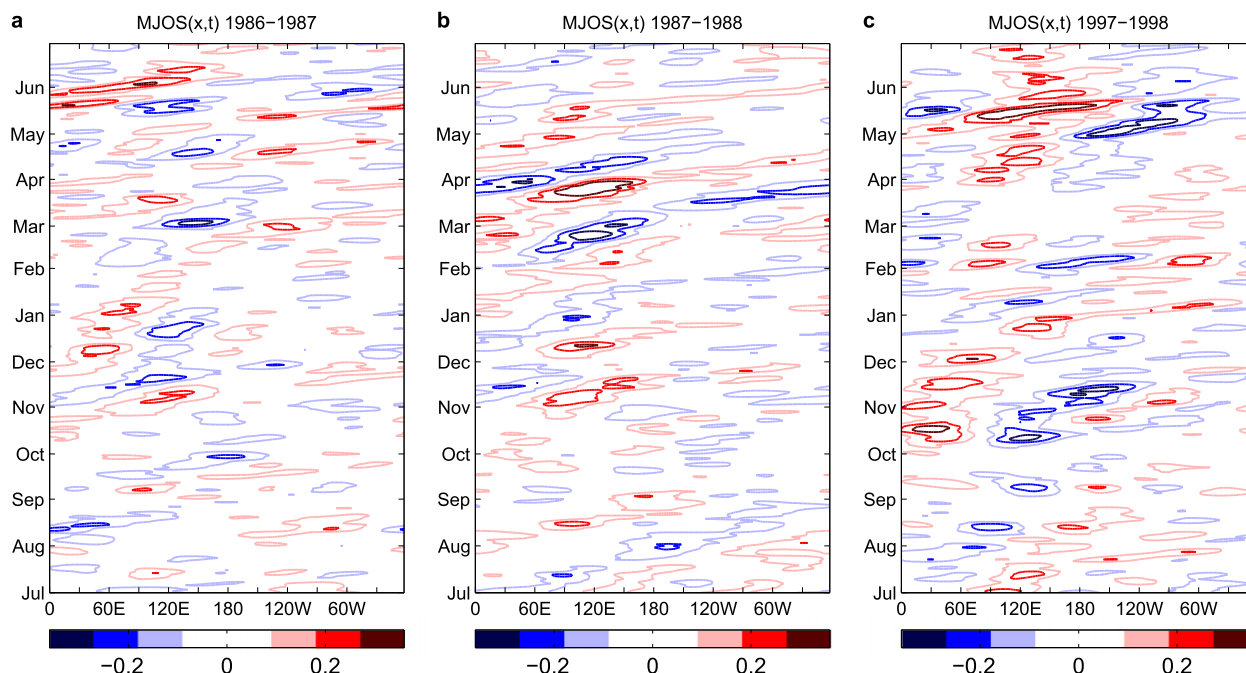 a MJOS(x,t) 1986−1987
Jun
May
Apr
Mar
Feb
Jan
Dec
Nov
Oct
Sep
Aug
Jul
0 60E 120E 180 120W 60W
−0.2 0 0.2
b MJOS(x,t) 1987−1988
Jun
May
Apr
Mar
Feb
Jan
Dec
Nov
Oct
Sep
Aug
Jul
0 60E 120E 180 120W 60W
−0.2 0 0.2
c MJOS(x,t) 1997−1998
Jun
May
Apr
Mar
Feb
Jan
Dec
Nov
Oct
Sep
Aug
Jul
0 60E 120E 180 120W 60W
−0.2 0 0.2